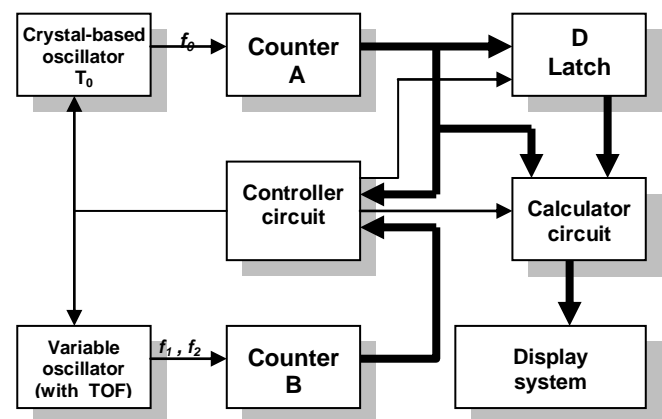 Crystal-based
oscillator
T0
f0
Counter
A
D
Latch
Controller
circuit
Calculator
circuit
Variable
oscillator
(with TOF)
f1 , f2
Counter
B
Display
system